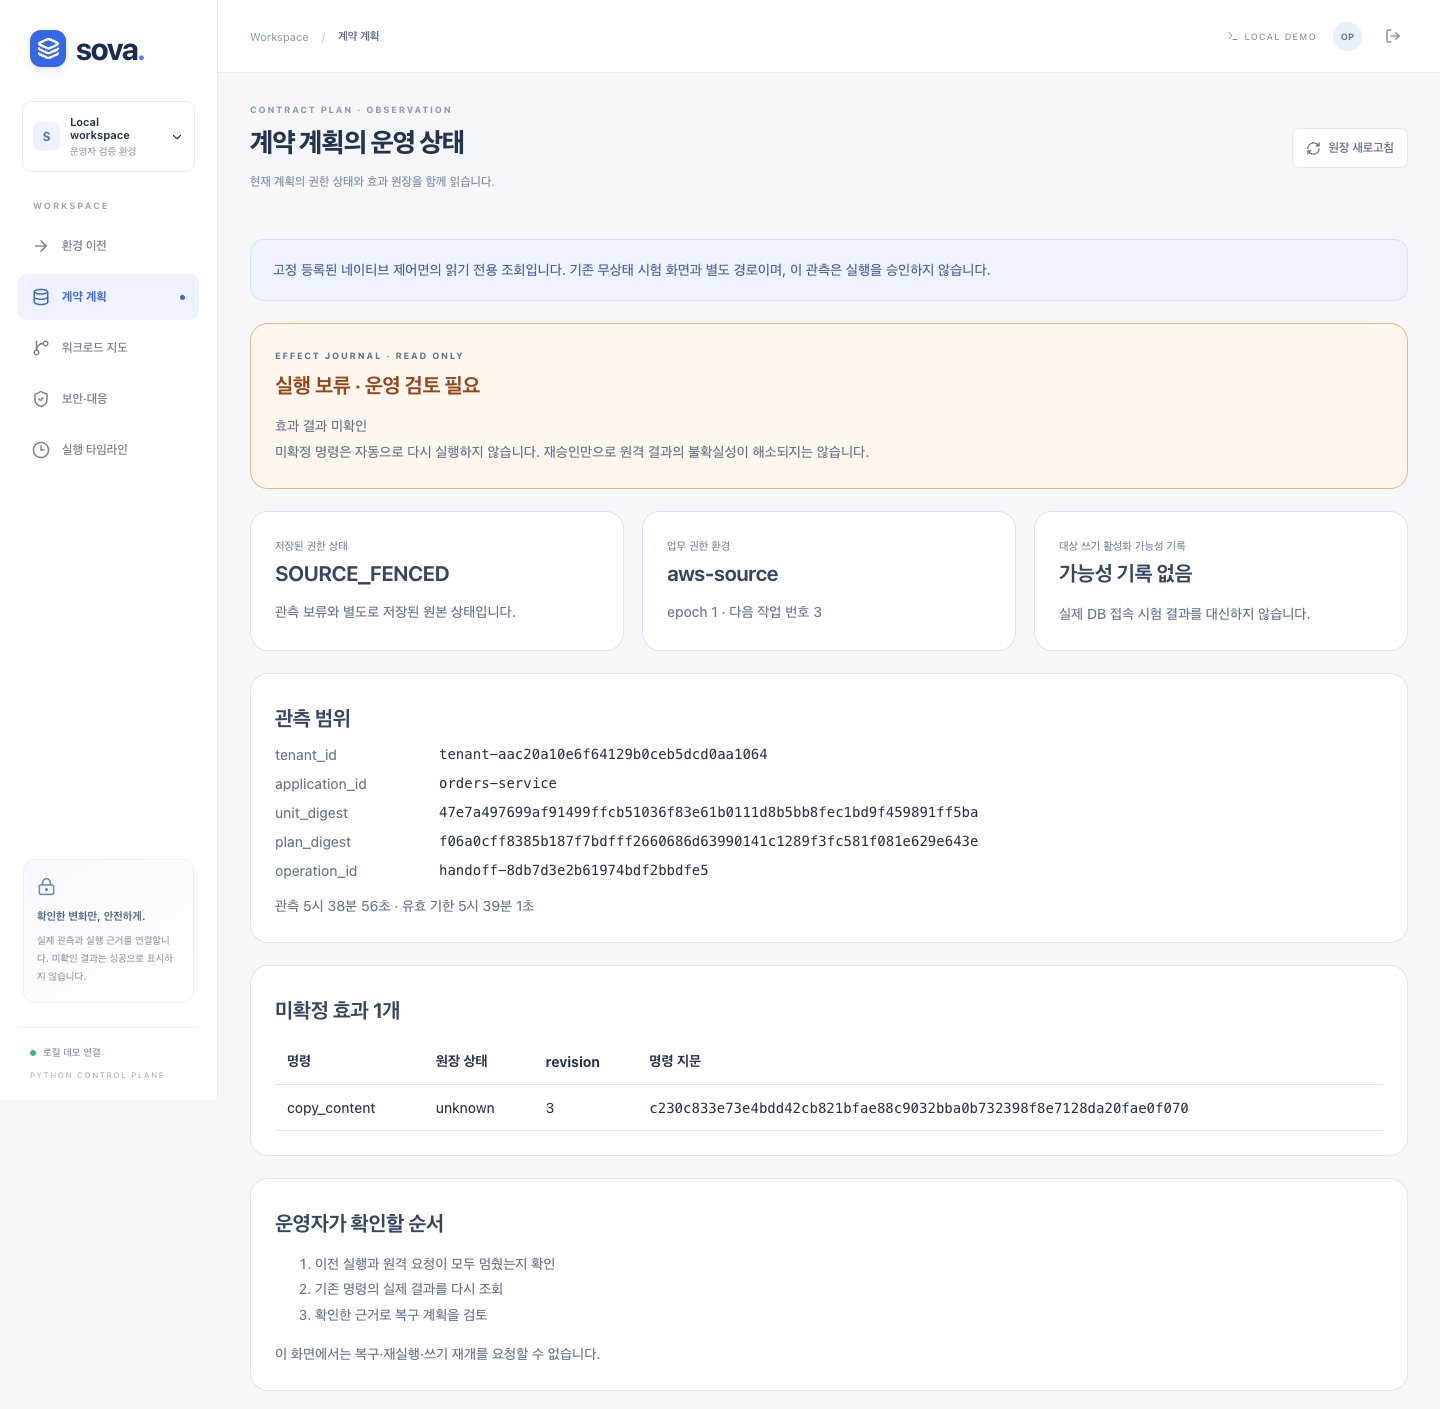 sova.
S
Local workspace
운영자 검증 환경
WORKSPACE
환경 이전
계약 계획
워크로드 지도
보안·대응
실행 타임라인
확인한 변화만, 안전하게.
실제 관측과 실행 근거를 연결합니
다. 미확인 결과는 성공으로 표시하
지 않습니다.
로컬 데모 연결
PYTHON CONTROL PLANE
Workspace / 계약 계획
LOCAL DEMO
OP
CONTRACT PLAN · OBSERVATION
계약 계획의 운영 상태
현재 계획의 권한 상태와 효과 원장을 함께 읽습니다.
원장 새로고침
고정 등록된 네이티브 제어면의 읽기 전용 조회입니다. 기존 무상태 시험 화면과 별도 경로이며, 이 관측은 실행을 승인하지 않습니다.
EFFECT JOURNAL · READ ONLY
실행 보류 · 운영 검토 필요
효과 결과 미확인
미확정 명령은 자동으로 다시 실행하지 않습니다. 재승인만으로 원격 결과의 불확실성이 해소되지는 않습니다.
저장된 권한 상태
SOURCE_FENCED
관측 보류와 별도로 저장된 원본 상태입니다.
업무 권한 환경
aws-source
epoch 1 · 다음 작업 번호 3
대상 쓰기 활성화 가능성 기록
가능성 기록 없음
실제 DB 접속 시험 결과를 대신하지 않습니다.
관측 범위
tenant_id tenant-aac20a10e6f64129b0ceb5dcd0aa1064
application_id orders-service
unit_digest 47e7a497699af91499ffcb51036f83e61b0111d8b5bb8fec1bd9f459891ff5ba
plan_digest f06a0cff8385b187f7bdfff2660686d63990141c1289f3fc581f081e629e643e
operation_id handoff-8db7d3e2b61974bdf2bbdfe5
관측 5시 38분 56초 · 유효 기한 5시 39분 1초
미확정 효과 1개
명령 원장 상태 revision 명령 지문
copy_content unknown 3 c230c833e73e4bdd42cb821bfae88c9032bba0b732398f8e7128da20fae0f070
운영자가 확인할 순서
1. 이전 실행과 원격 요청이 모두 멈췄는지 확인
2. 기존 명령의 실제 결과를 다시 조회
3. 확인한 근거로 복구 계획을 검토
이 화면에서는 복구·재실행·쓰기 재개를 요청할 수 없습니다.